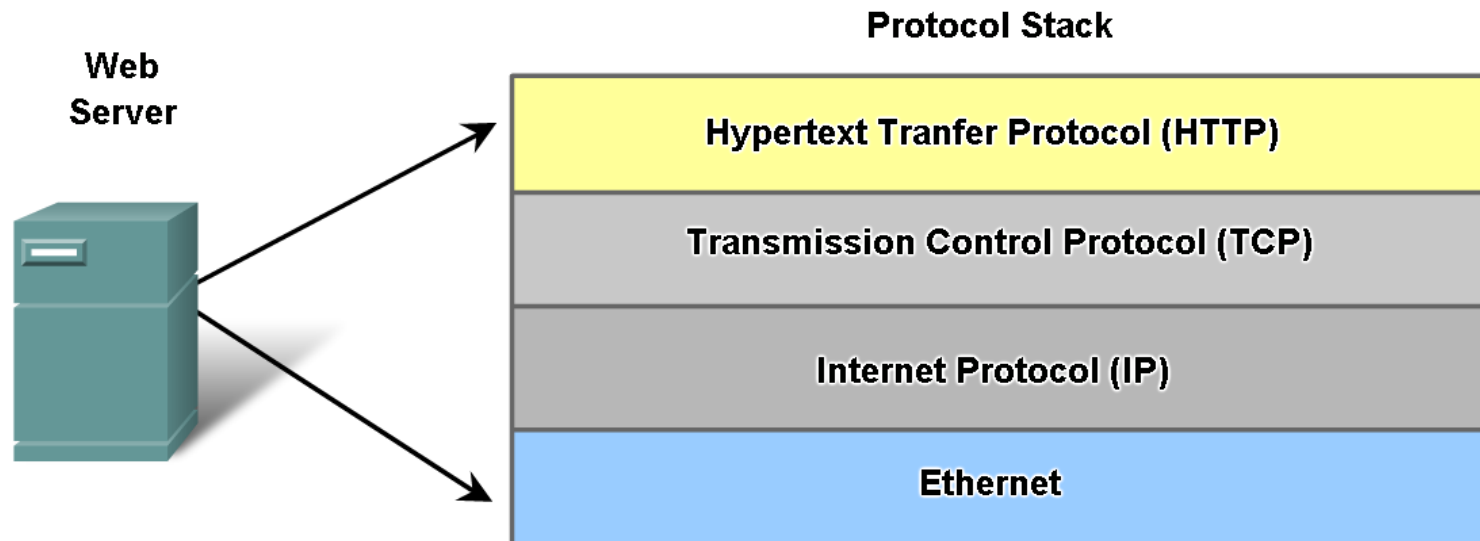 Protocol Stack
Web
Server
Hypertext Tranfer Protocol (HTTP)
Transmission Control Protocol (TCP)
Internet Protocol (IP)
Ethernet